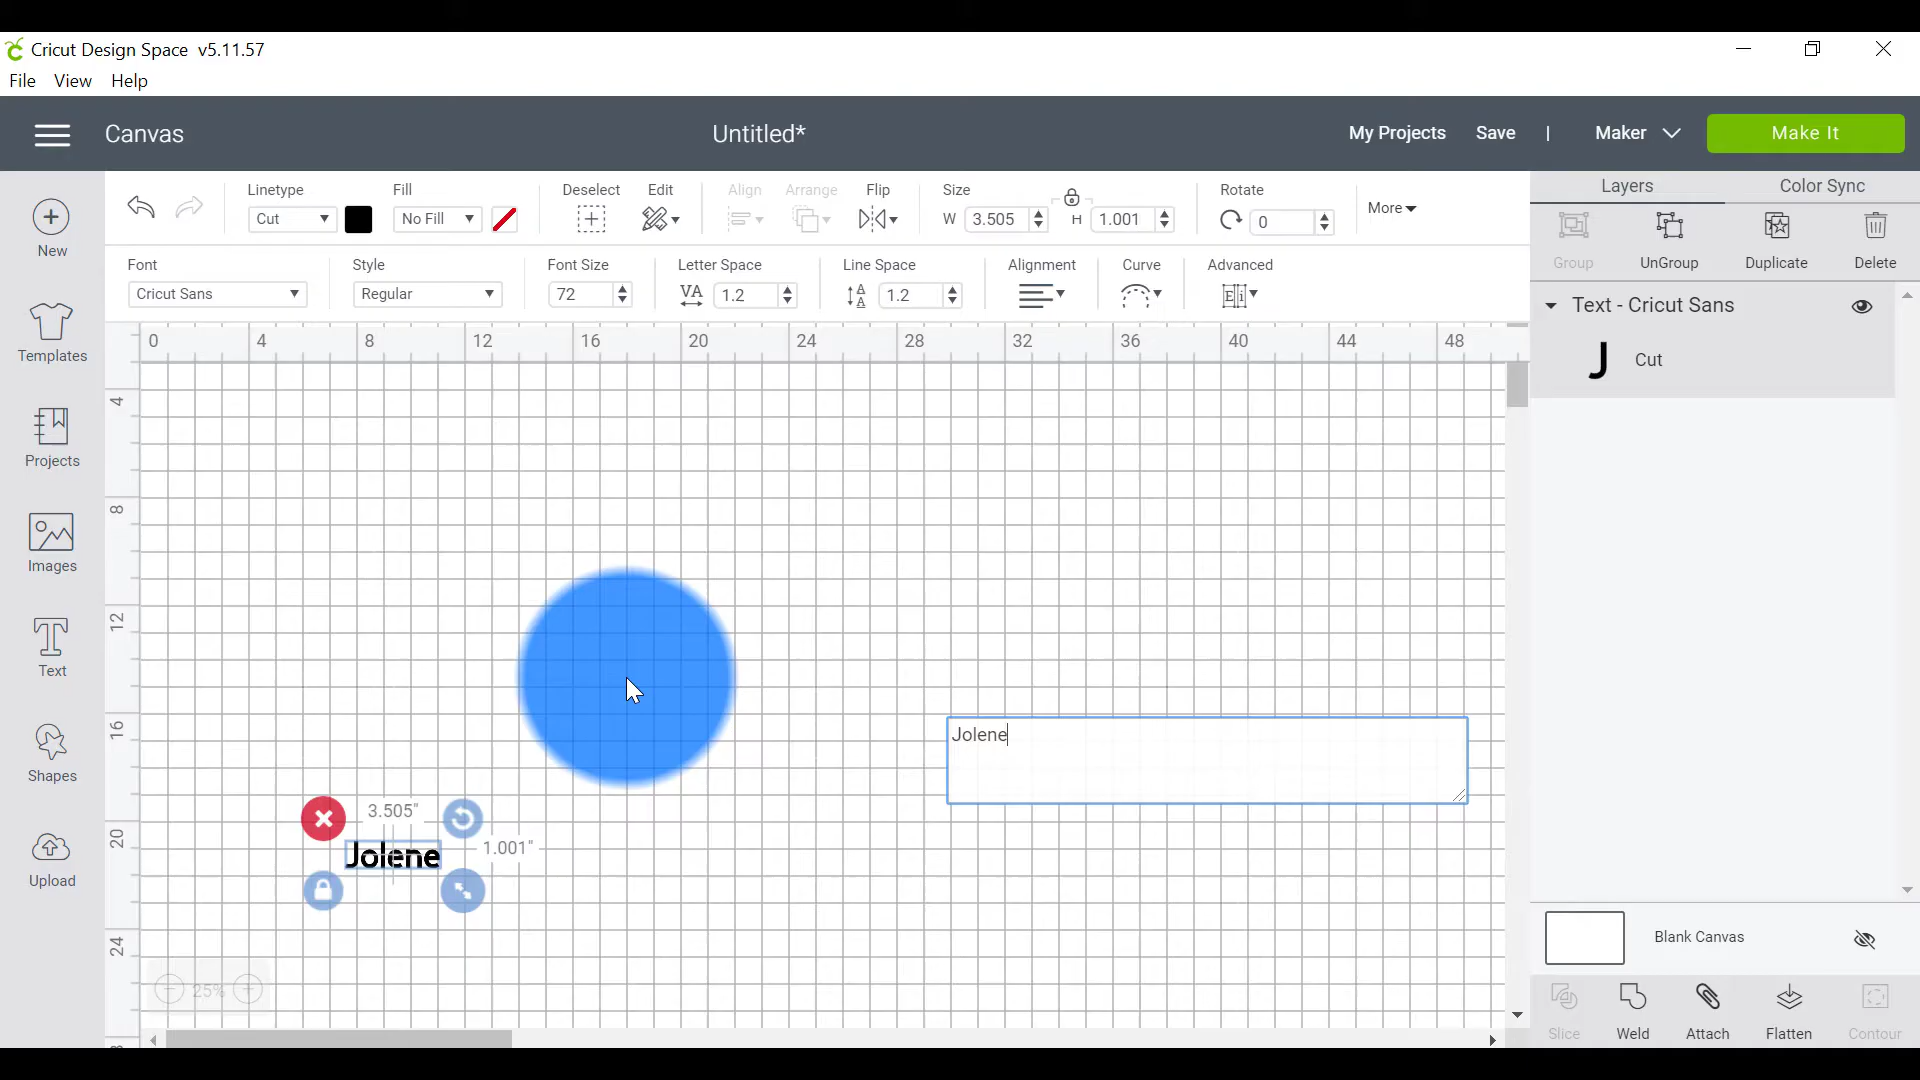 Cricut Design Space v5.11.57
File View Help
Canvas
Untitled*
My Projects Save | Maker Make It
Linetype Fill Deselect Edit Align Arrange Flip Size Rotate
Cut No Fill W 3.505 H 1.001 0 More
Font Style Font Size Letter Space Line Space Alignment Curve Advanced
Cricut Sans Regular 72 VA 1.2 1.2
0 4 8 12 16 20 24 28 32 36 40 44 48
4
8
12
16
20
24
New
Templates
Projects
Images
Text
Shapes
Upload
Jolene
3.505"
1.001"
Jolene
25%
Layers Color Sync
Group UnGroup Duplicate Delete
Text - Cricut Sans
J Cut
Blank Canvas
Slice Weld Attach Flatten Contour